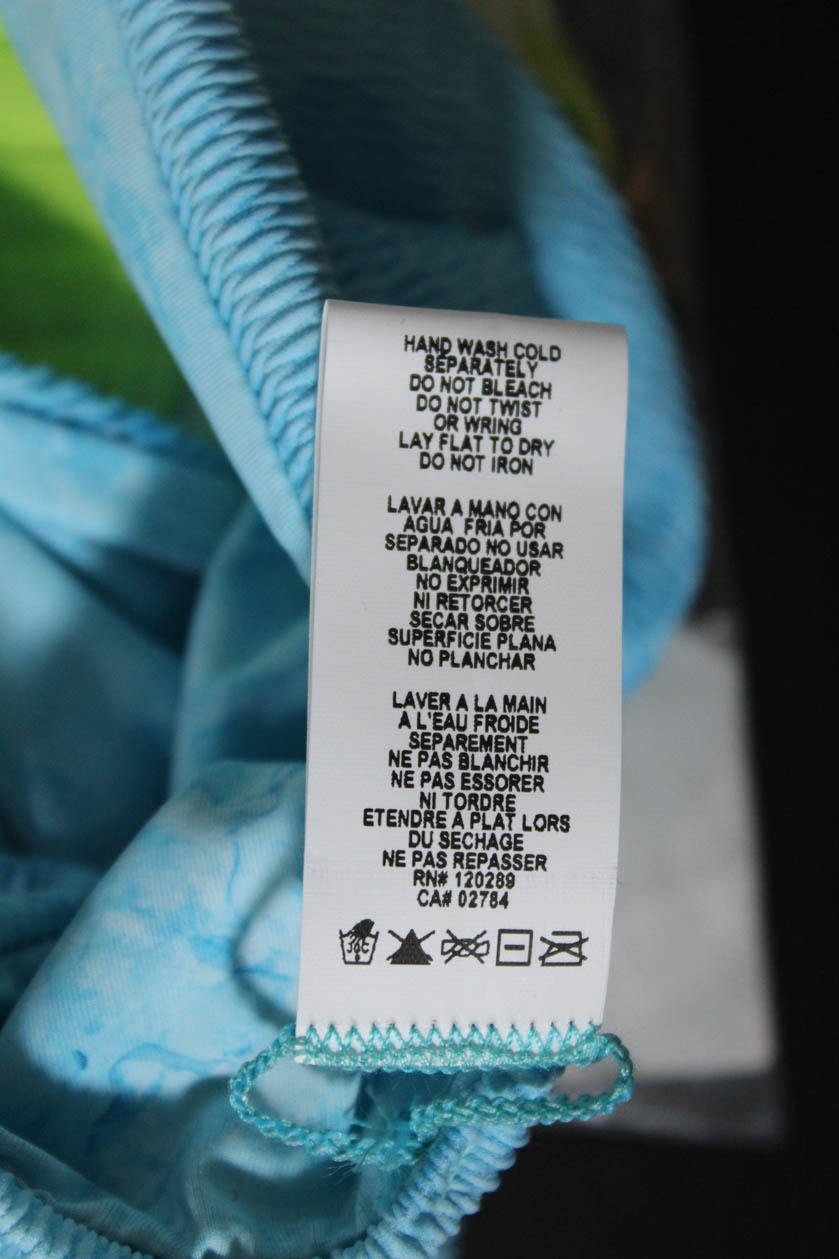 HAND WASH COLD
SEPARATELY
DO NOT BLEACH
DO NOT TWIST
OR WRING
LAY FLAT TO DRY
DO NOT IRON
LAVAR A MANO CON
AGUA FRIA POR
SEPARADO NO USAR
BLANQUEADOR
NO EXPRIMIR
NI RETORCER
SECAR SOBRE
SUPERFICIE PLANA
NO PLANCHAR
LAVER A LA MAIN
A L'EAU FROIDE
SEPAREMENT
NE PAS BLANCHIR
NE PAS ESSORER
NI TORDRE
ETENDRE A PLAT LORS
DU SECHAGE
NE PAS REPASSER
RN# 120289
CA# 02784